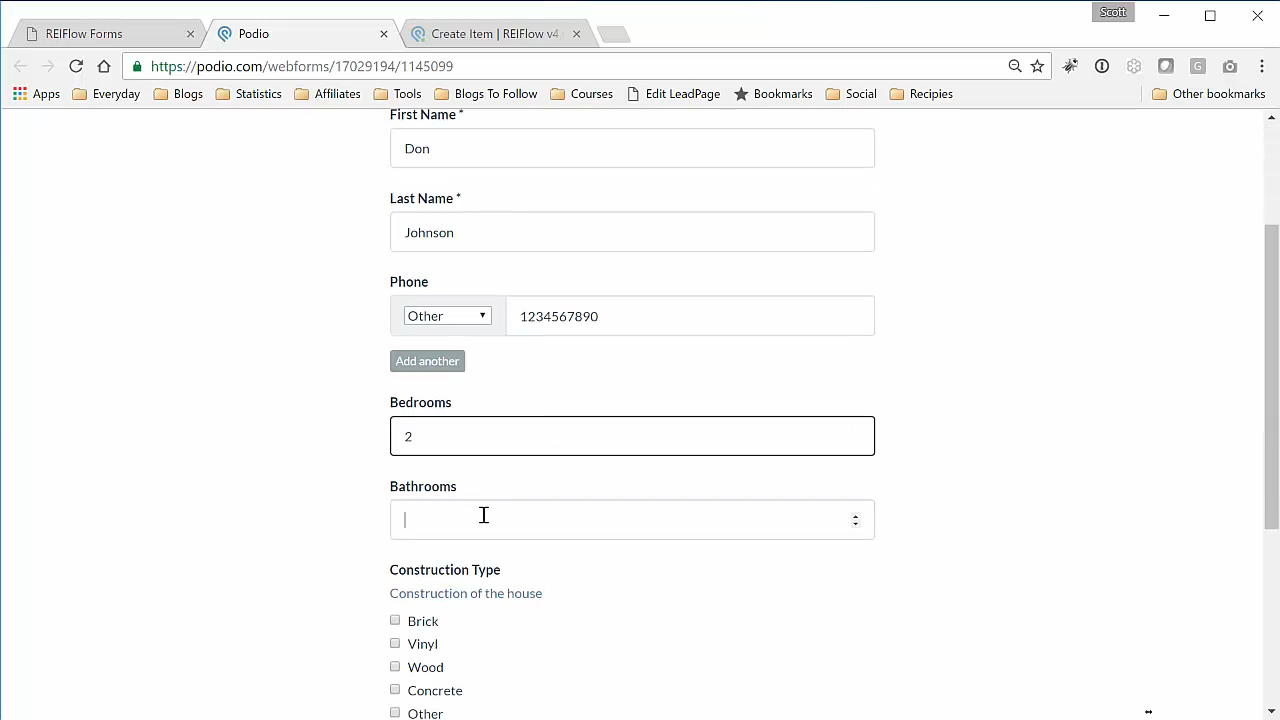 Scott
REIFlow Forms
Podio
Create Item | REIFlow v4
https://podio.com/webforms/17029194/1145099
Apps
Everyday
Blogs
Statistics
Affiliates
Tools
Blogs To Follow
Courses
Edit LeadPag
Bookmarks
Social
Recipies
Other bookmarks
First Name *
Don
Last Name *
Johnson
Phone
Other
1234567890
Add another
Bedrooms
2
Bathrooms
Construction Type
Construction of the house
Brick
Vinyl
Wood
Concrete
Other